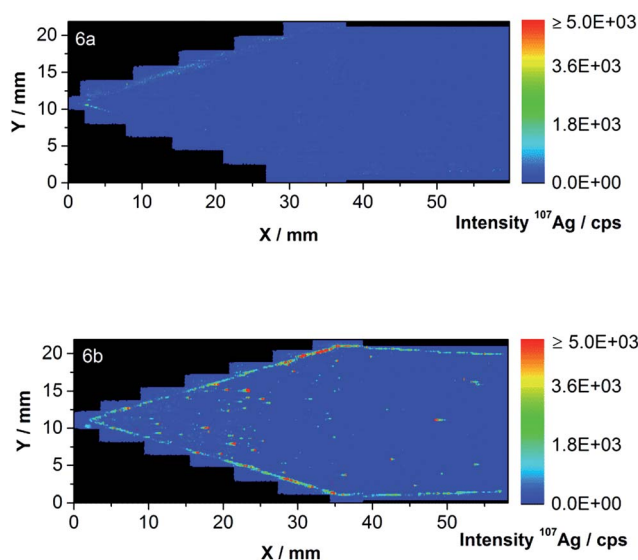 6a
Y / mm
20
15
10
5
0
0 10 20 30 40 50
X / mm
≥ 5.0E+03
3.6E+03
1.8E+03
0.0E+00
Intensity ¹⁰⁷Ag / cps
6b
Y / mm
20
15
10
5
0
0 10 20 30 40 50
X / mm
≥ 5.0E+03
3.6E+03
1.8E+03
0.0E+00
Intensity ¹⁰⁷Ag / cps